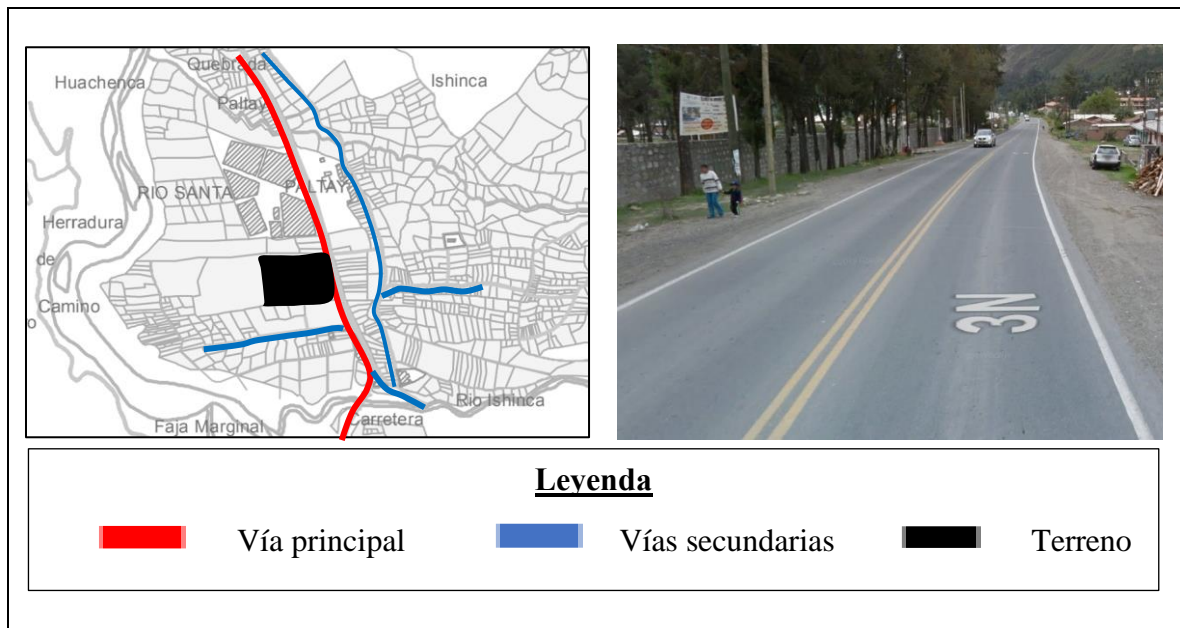 Quebrada
Huachenca
Ishinca
Paltay
RIO SANTA
PALTAY
Herradura
de
Camino
o
Rio Ishinca
Carretera
Faja Marginal
3N
Leyenda
Vía principal
Vías secundarias
Terreno